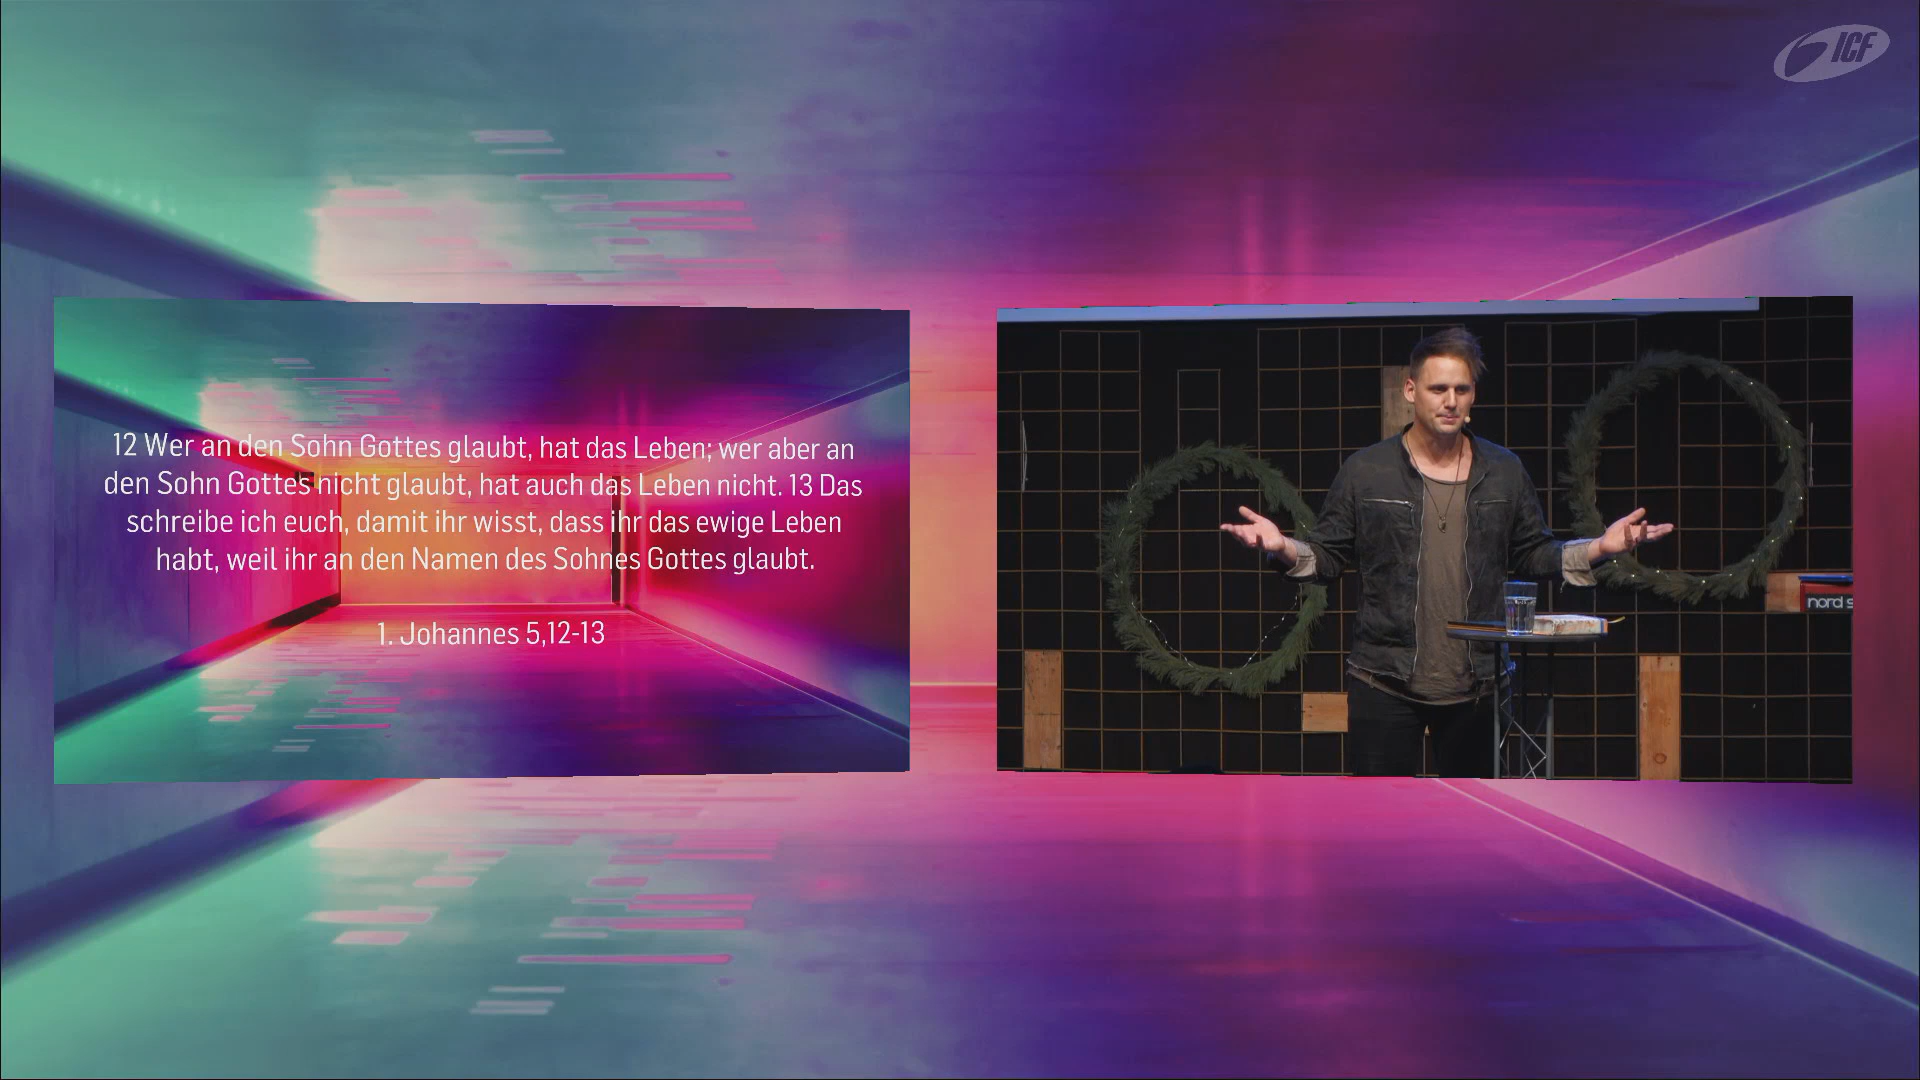 ICF
12 Wer an den Sohn Gottes glaubt, hat das Leben; wer aber an
den Sohn Gottes nicht glaubt, hat auch das Leben nicht. 13 Das
schreibe ich euch, damit ihr wisst, dass ihr das ewige Leben
habt, weil ihr an den Namen des Sohnes Gottes glaubt.
1. Johannes 5,12-13
nord s